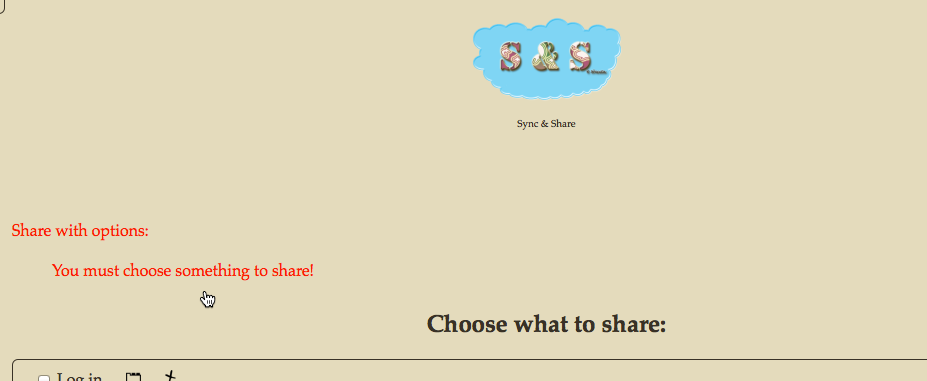 S & S
Sync & Share
Share with options:
You must choose something to share!
Choose what to share:
Log in